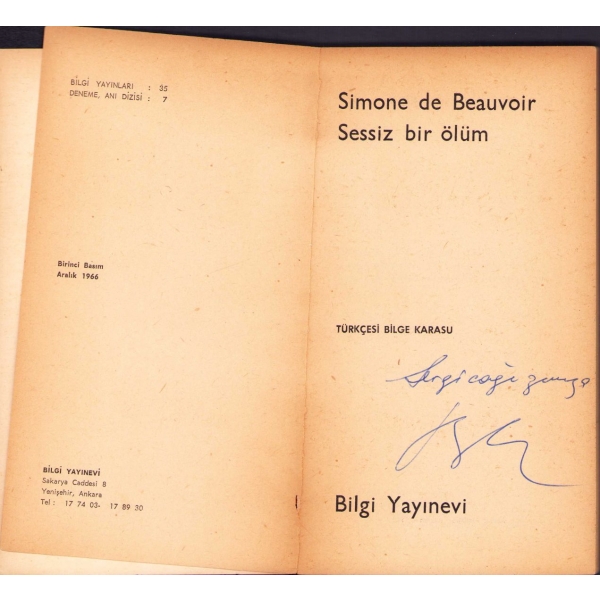 BİLGİ YAYINLARI : 35
DENEME, ANI DİZİSİ : 7
Birinci Basım
Aralık 1966
BİLGİ YAYINEVİ
Sakarya Caddesi 8
Yenişehir, Ankara
Tel : 17 74 03- 17 89 30
Simone de Beauvoir
Sessiz bir ölüm
TÜRKÇESİ BİLGE KARASU
Bilgi Yayınevi